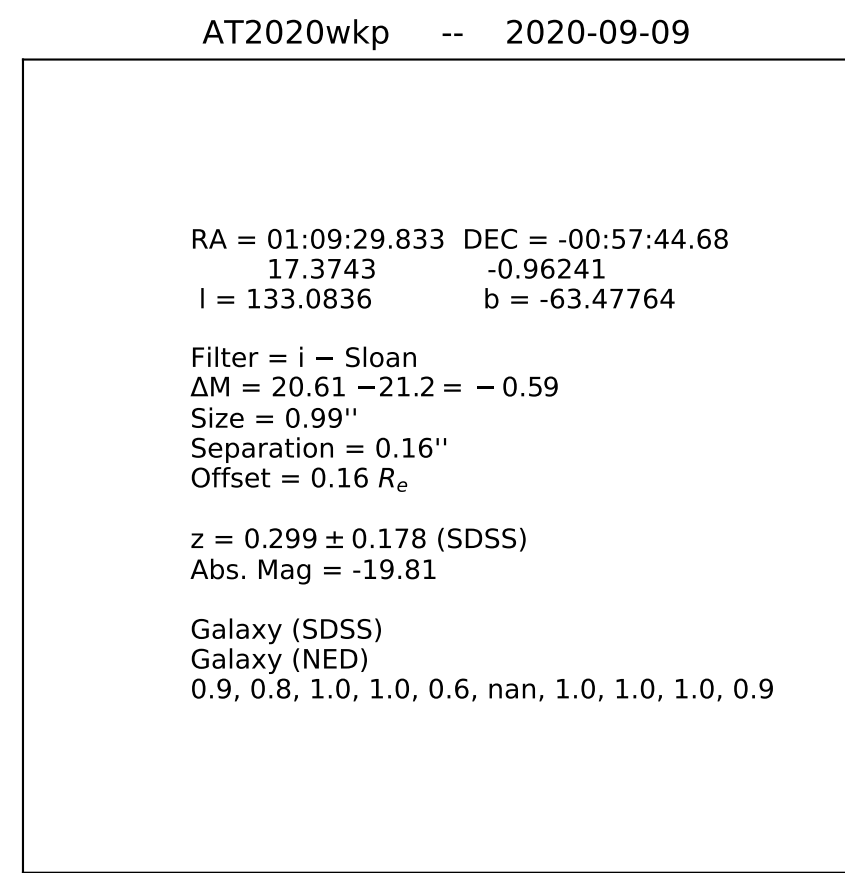 AT2020wkp -- 2020-09-09
RA = 01:09:29.833 DEC = -00:57:44.68
17.3743 -0.96241
l = 133.0836 b = -63.47764
Filter = i − Sloan
ΔM = 20.61 −21.2 = − 0.59
Size = 0.99''
Separation = 0.16''
Offset = 0.16 Rₑ
z = 0.299 ± 0.178 (SDSS)
Abs. Mag = -19.81
Galaxy (SDSS)
Galaxy (NED)
0.9, 0.8, 1.0, 1.0, 0.6, nan, 1.0, 1.0, 1.0, 0.9